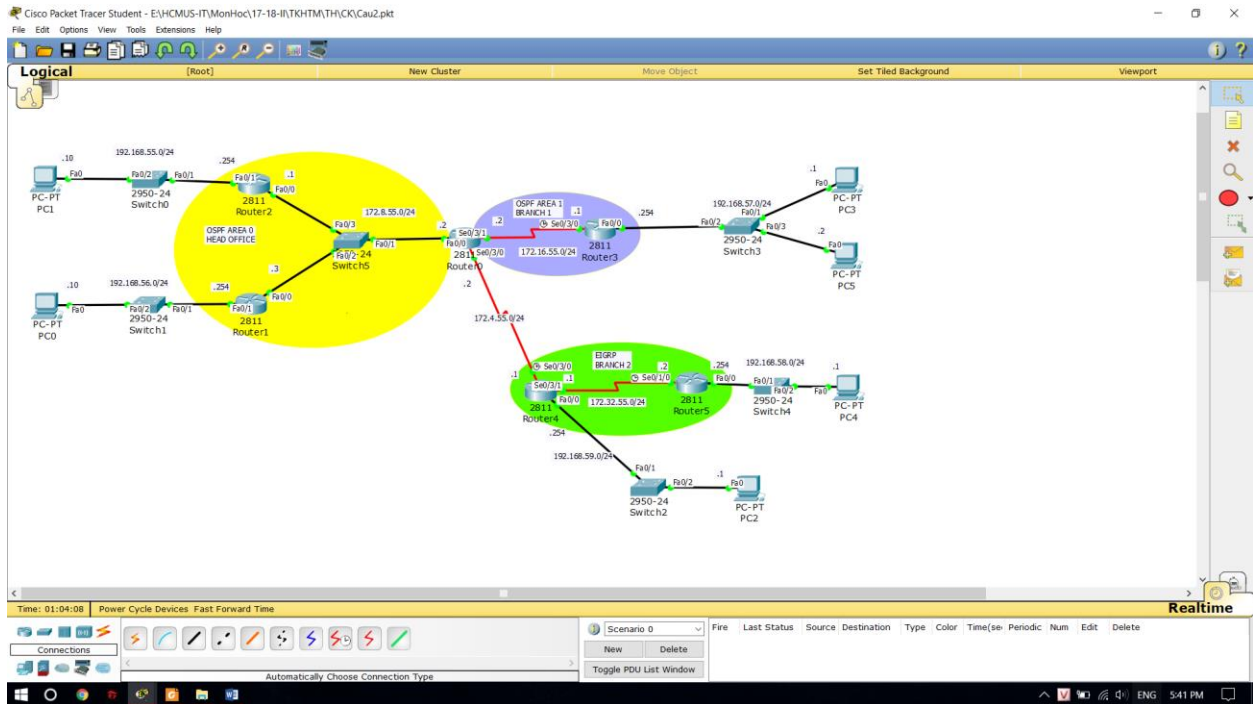 Cisco Packet Tracer Student - E:\HCMUS-IT\MonHoc\17-18-II\TKHTM\TH\CK\Cau2.pkt
File Edit Options View Tools Extensions Help
Logical [Root] New Cluster Move Object Set Tiled Background Viewport
.10
192.168.55.0/24
.254
Fa0
Fa0/2
Fa0/1
Fa0/1
.1
Fa0/0
PC-PT
PC1
2950-24
Switch0
2811
Router2
OSPF AREA 0
HEAD OFFICE
Fa0/3
172.8.55.0/24
Fa0/1
Fa0/2
Switch5
.3
.10
192.168.56.0/24
.254
Fa0
Fa0/2
Fa0/1
Fa0/1
Fa0/0
PC-PT
PC0
2950-24
Switch1
2811
Router1
.2
Se0/3/1
Fa0/0
Se0/3/0
Router0
.2
OSPF AREA 1
BRANCH 1
.2
.1
Se0/3/0
Fa0/0
172.16.55.0/24
2811
Router3
.254
192.168.57.0/24
Fa0/1
Fa0/2
Fa0/3
2950-24
Switch3
.1
Fa0
PC-PT
PC3
.2
Fa0
PC-PT
PC5
172.4.55.0/24
EIGRP
BRANCH 2
Se0/3/0
.1
.1
Se0/3/1
.2
Se0/1/0
Fa0/0
172.32.55.0/24
2811
Router4
2811
Router5
.254
Fa0/0
192.168.58.0/24
Fa0/1
Fa0/2
2950-24
Switch4
.1
Fa0
PC-PT
PC4
.254
192.168.59.0/24
Fa0/1
Fa0/2
2950-24
Switch2
.1
Fa0
PC-PT
PC2
Time: 01:04:08 Power Cycle Devices Fast Forward Time
Realtime
Connections
Automatically Choose Connection Type
Scenario 0
New Delete
Toggle PDU List Window
Fire Last Status Source Destination Type Color Time(se Periodic Num Edit Delete
ENG 5:41 PM